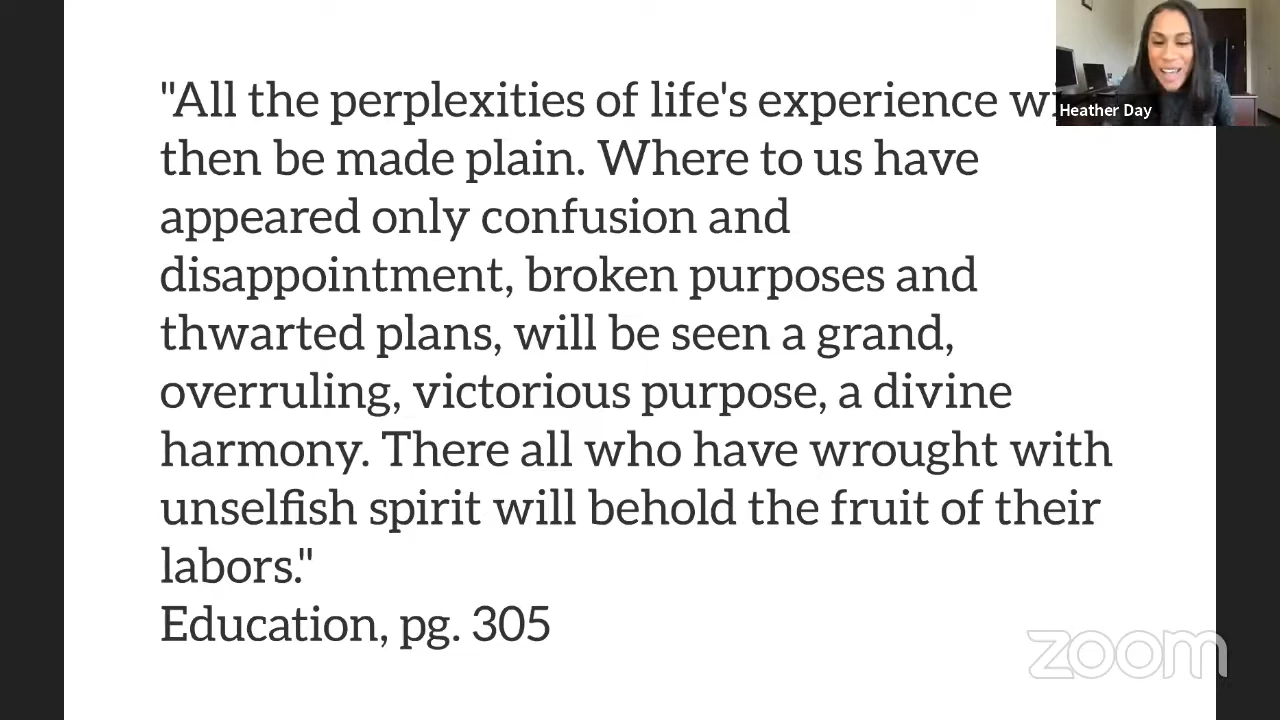 "All the perplexities of life's experience
then be made plain. Where to us have
appeared only confusion and
disappointment, broken purposes and
thwarted plans, will be seen a grand,
overruling, victorious purpose, a divine
harmony. There all who have wrought with
unselfish spirit will behold the fruit of their
labors."
Education, pg. 305
Heather Day
zoom